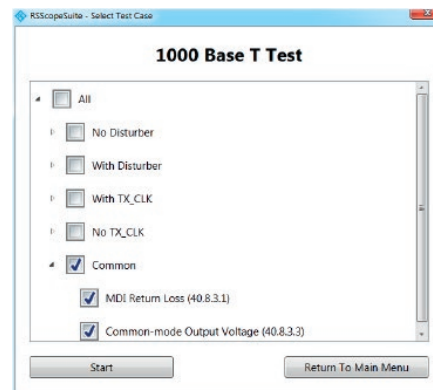 RSScopeSuite - Select Test Case
1000 Base T Test
All
No Disturber
With Disturber
With TX_CLK
No TX_CLK
Common
MDI Return Loss (40.8.3.1)
Common-mode Output Voltage (40.8.3.3)
Start Return To Main Menu